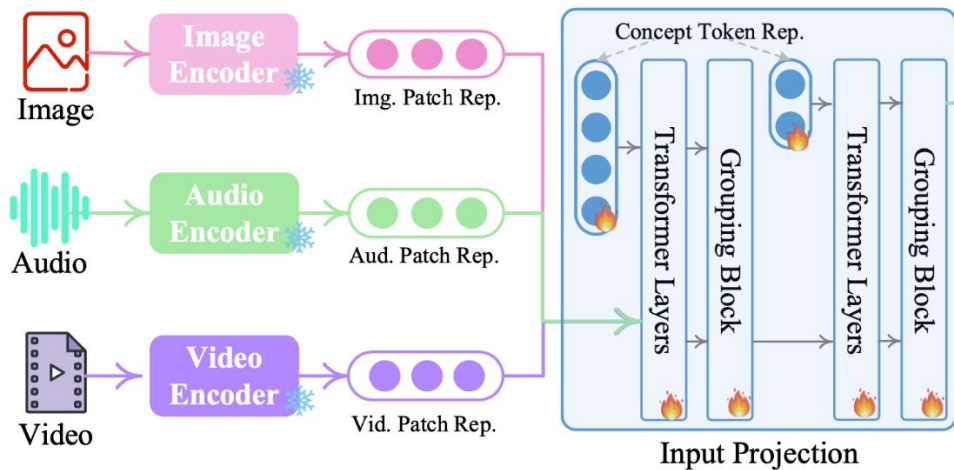 Image
Image
Encoder
Img. Patch Rep.
Audio
Audio
Encoder
Aud. Patch Rep.
Video
Video
Encoder
Vid. Patch Rep.
Concept Token Rep.
Transformer Layers
Grouping Block
Transformer Layers
Grouping Block
Input Projection